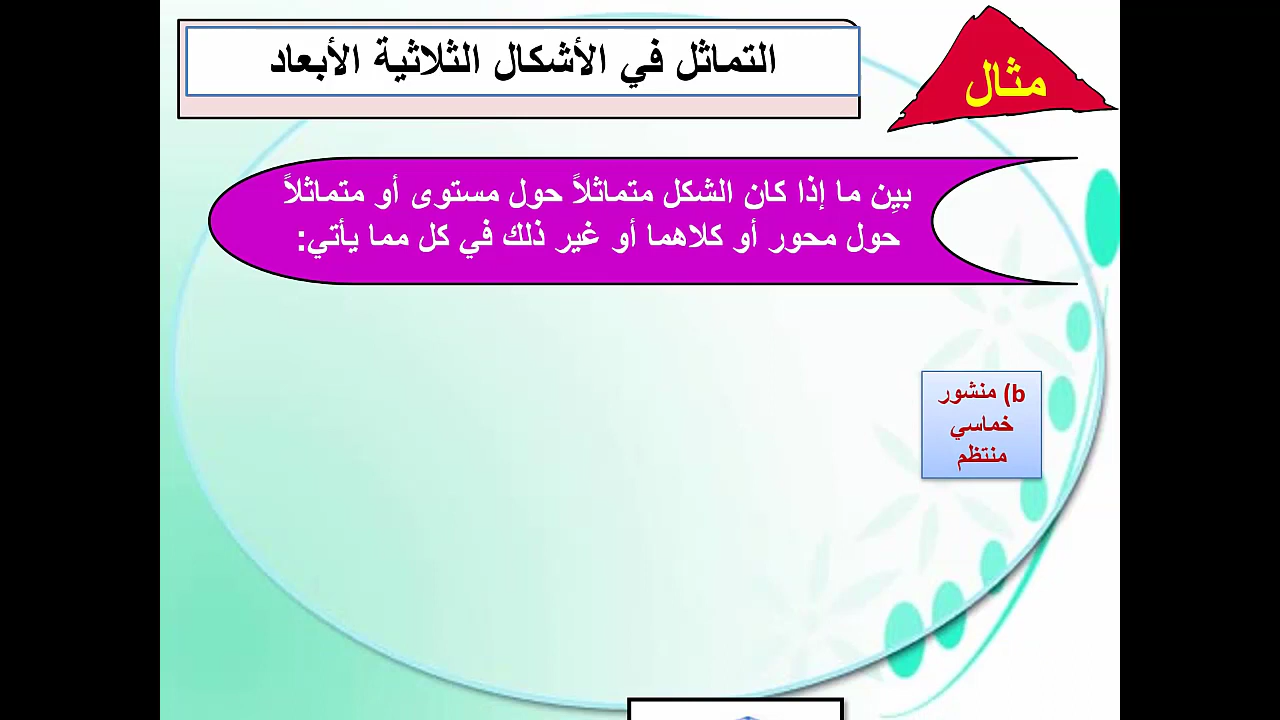 مثال
التماثل في الأشكال الثلاثية الأبعاد
بيِن ما إذا كان الشكل متماثلاً حول مستوى أو متماثلاً
حول محور أو كلاهما أو غير ذلك في كل مما يأتي:
b) منشور
خماسي
منتظم